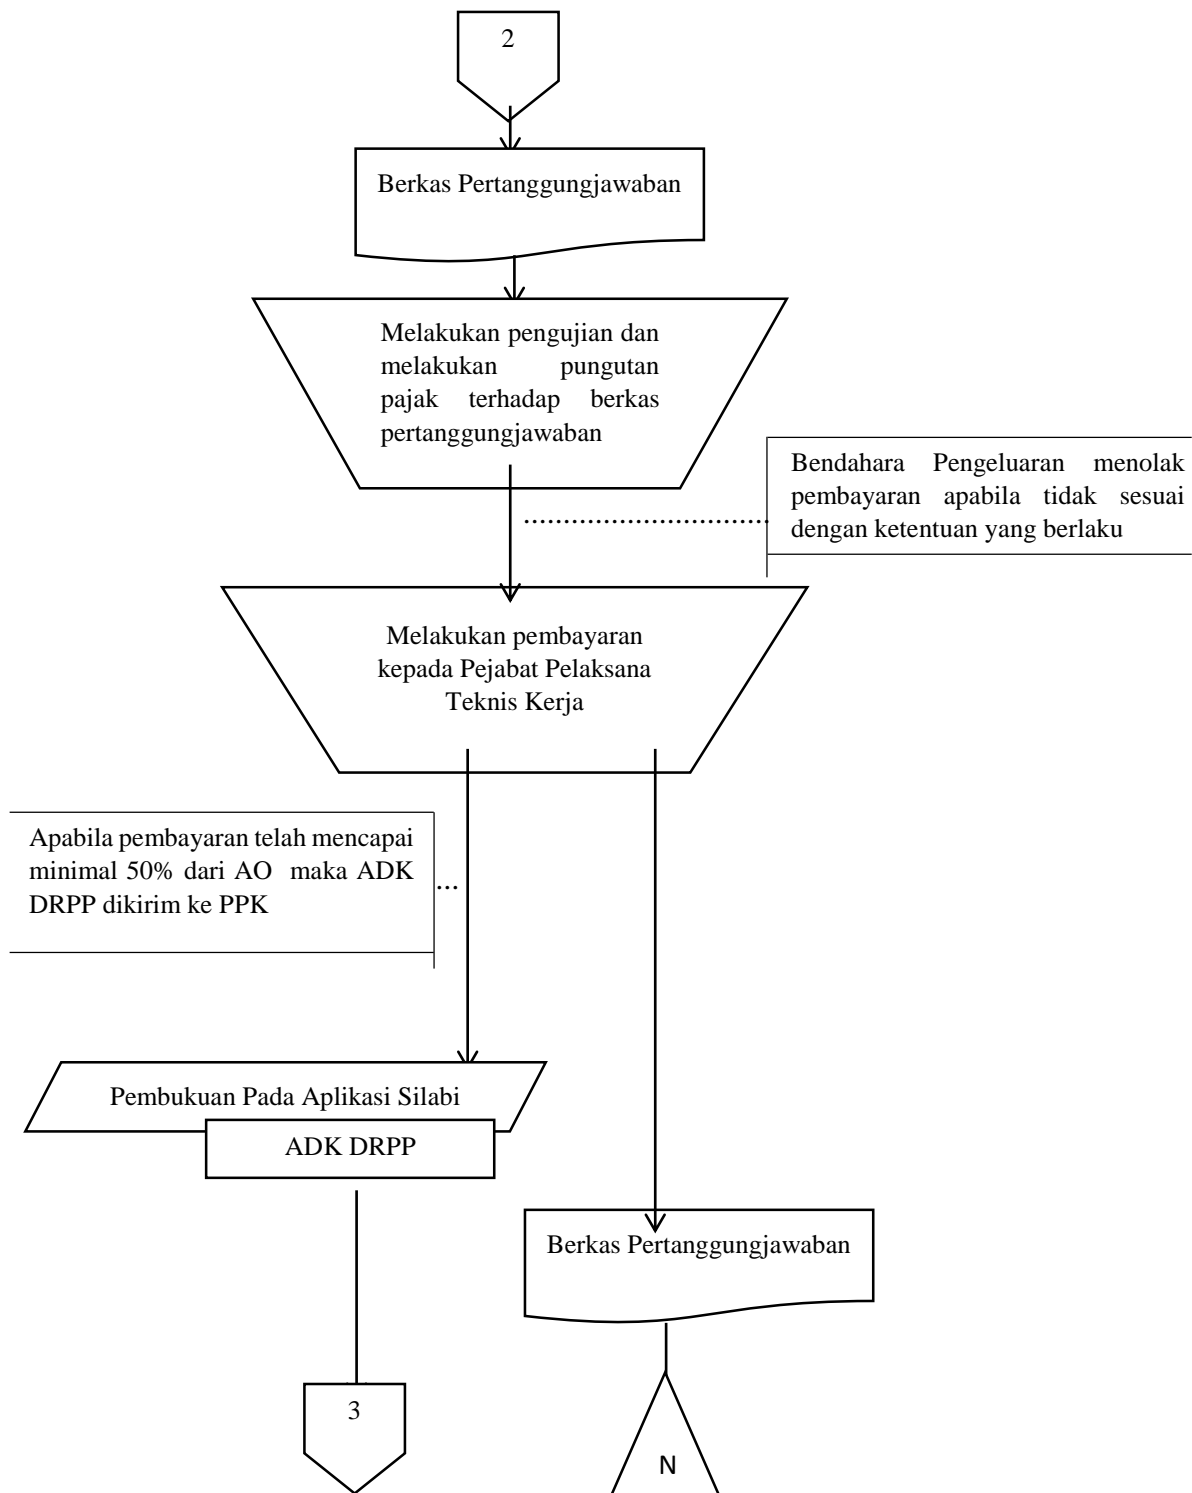 2
Berkas Pertanggungjawaban
Melakukan pengujian dan
melakukan pungutan
pajak terhadap berkas
pertanggungjawaban
Bendahara Pengeluaran menolak
pembayaran apabila tidak sesuai
dengan ketentuan yang berlaku
Melakukan pembayaran
kepada Pejabat Pelaksana
Teknis Kerja
Apabila pembayaran telah mencapai
minimal 50% dari AO maka ADK
DRPP dikirim ke PPK
Pembukuan Pada Aplikasi Silabi
ADK DRPP
Berkas Pertanggungjawaban
3
N